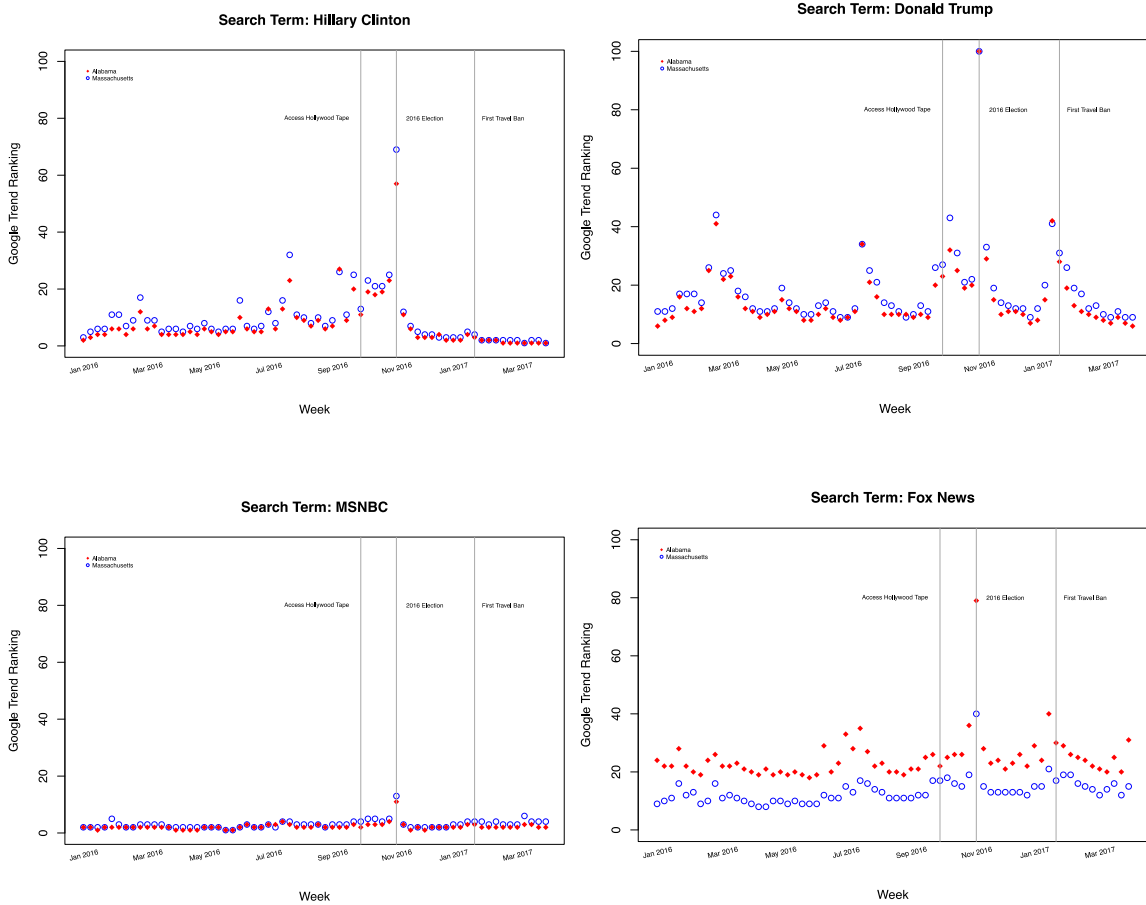 Search Term: Hillary Clinton
100
80
60
40
20
0
Google Trend Ranking
Alabama
Massachusetts
Access Hollywood Tape
2016 Election
First Travel Ban
Jan 2016
Mar 2016
May 2016
Jul 2016
Sep 2016
Nov 2016
Jan 2017
Mar 2017
Week
Search Term: Donald Trump
100
80
60
40
20
0
Google Trend Ranking
Alabama
Massachusetts
Access Hollywood Tape
2016 Election
First Travel Ban
Jan 2016
Mar 2016
May 2016
Jul 2016
Sep 2016
Nov 2016
Jan 2017
Mar 2017
Week
Search Term: MSNBC
100
80
60
40
20
0
Google Trend Ranking
Alabama
Massachusetts
Access Hollywood Tape
2016 Election
First Travel Ban
Jan 2016
Mar 2016
May 2016
Jul 2016
Sep 2016
Nov 2016
Jan 2017
Mar 2017
Week
Search Term: Fox News
100
80
60
40
20
0
Google Trend Ranking
Alabama
Massachusetts
Access Hollywood Tape
2016 Election
First Travel Ban
Jan 2016
Mar 2016
May 2016
Jul 2016
Sep 2016
Nov 2016
Jan 2017
Mar 2017
Week